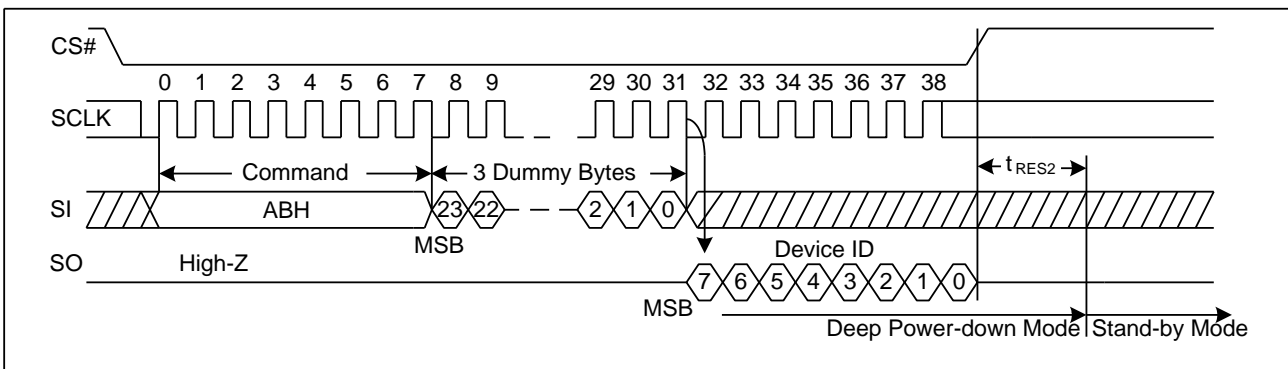 CS#
0 1 2 3 4 5 6 7 8 9 29 30 31 32 33 34 35 36 37 38
SCLK
Command 3 Dummy Bytes tRES2
SI ABH 23 22 2 1 0
MSB
SO High-Z Device ID
7 6 5 4 3 2 1 0
MSB
Deep Power-down Mode Stand-by Mode